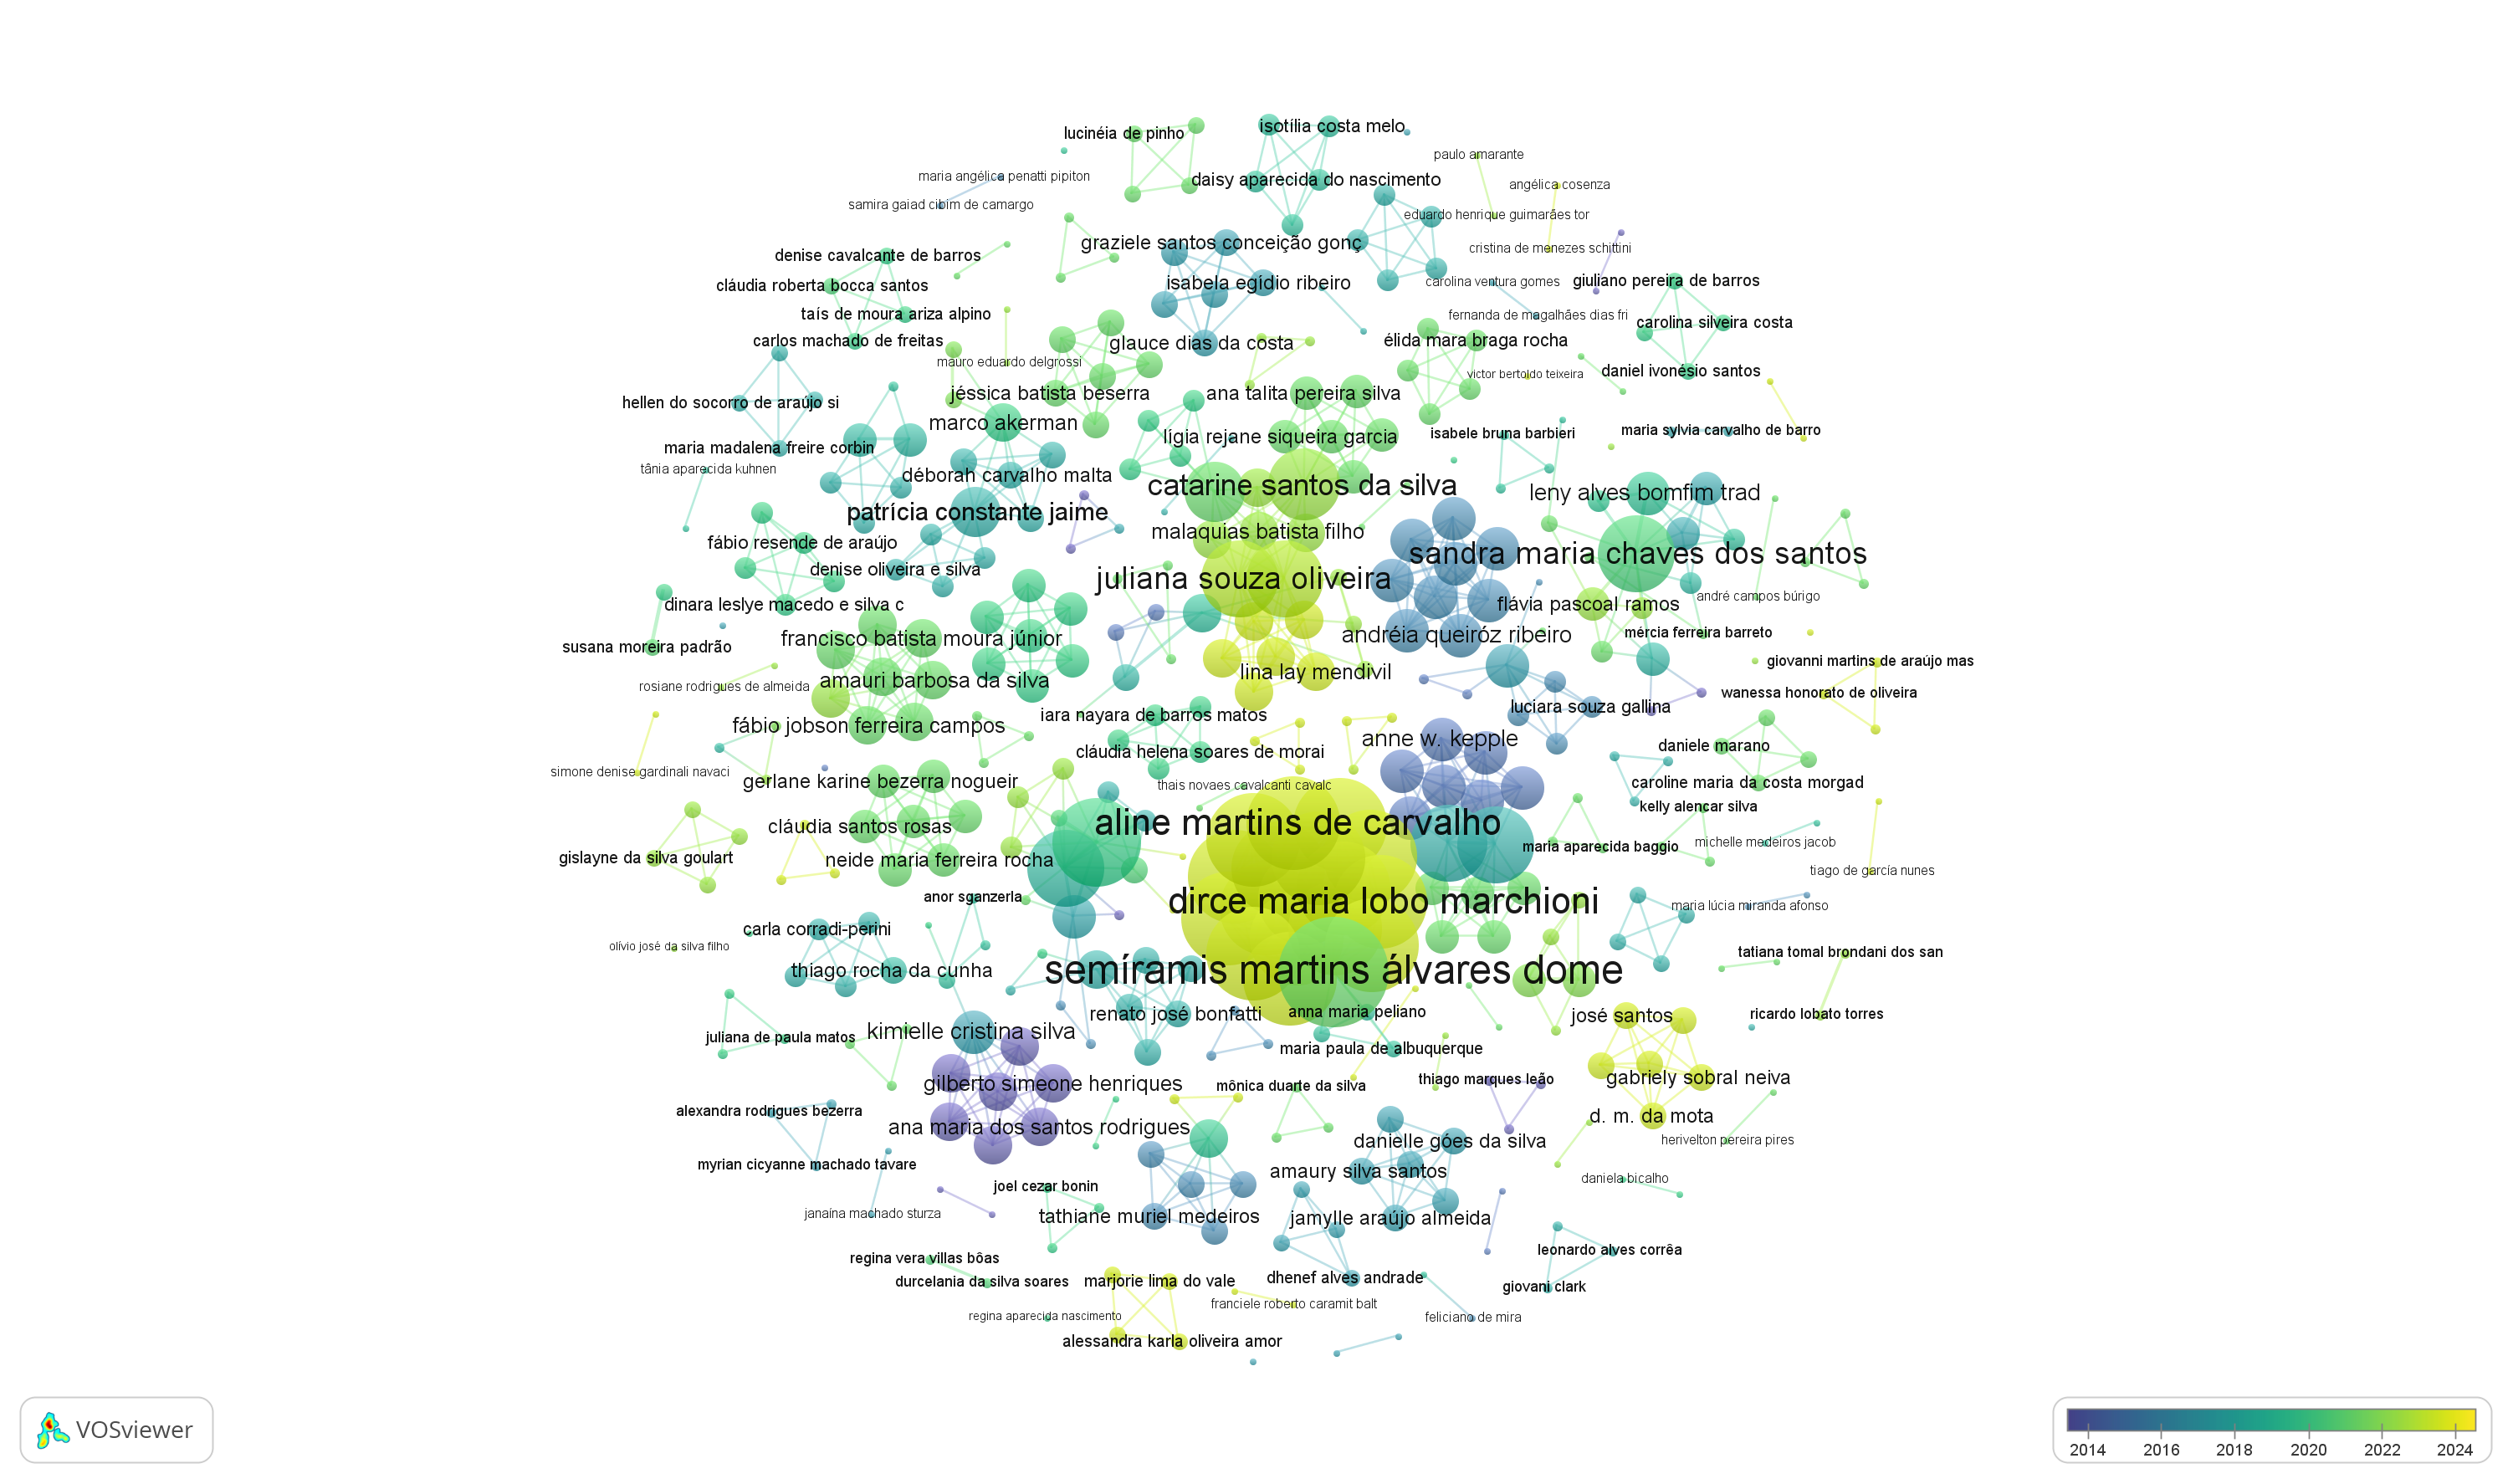 lucinéia de pinho
isotília costa melo
paulo amarante
maria angélica penatti pipiton
daisy aparecida do nascimento
angélica cosenza
samira gaiad cibim de camargo
eduardo henrique guimarães tor
graziele santos conceição gonç
cristina de menezes schittini
denise cavalcante de barros
isabela egídio ribeiro
carolina ventura gomes
giuliano pereira de barros
cláudia roberta bocca santos
taís de moura ariza alpino
fernanda de magalhães dias fri
carolina silveira costa
carlos machado de freitas
glauce dias da costa
élida mara braga rocha
mauro eduardo delgrossi
victor bertoldo teixeira
daniel ivonésio santos
jéssica batista beserra
ana talita pereira silva
hellen do socorro de araújo si
marco akerman
lígia rejane siqueira garcia
isabele bruna barbieri
maria sylvia carvalho de barro
maria madalena freire corbin
tânia aparecida kuhnen
déborah carvalho malta
catarine santos da silva
leny alves bomfim trad
patrícia constante jaime
malaquias batista filho
fábio resende de araújo
sandra maria chaves dos santos
denise oliveira e silva
juliana souza oliveira
andré campos búrigo
dinara leslye macedo e silva c
flávia pascoal ramos
francisco batista moura júnior
andréia queiróz ribeiro
mércia ferreira barreto
susana moreira padrão
giovanni martins de araújo mas
lina lay mendivil
rosiane rodrigues de almeida
amauri barbosa da silva
wanessa honorato de oliveira
luciara souza gallina
iara nayara de barros matos
fábio jobson ferreira campos
anne w. kepple
daniele marano
cláudia helena soares de morai
simone denise gardinali navaci
gerlane karine bezerra nogueir
thais novaes cavalcanti cavalc
caroline maria da costa morgad
kelly alencar silva
cláudia santos rosas
aline martins de carvalho
michelle medeiros jacob
gislayne da silva goulart
neide maria ferreira rocha
maria aparecida baggio
tiago de garcía nunes
anor sganzerla
dirce maria lobo marchioni
maria lúcia miranda afonso
carla corradi-perini
olívio josé da silva filho
tatiana tomal brondani dos san
thiago rocha da cunha
semíramis martins álvares dome
renato josé bonfatti
anna maria peliano
josé santos
ricardo lobato torres
kimielle cristina silva
juliana de paula matos
maria paula de albuquerque
gilberto simeone henriques
mônica duarte da silva
thiago marques leão
gabriely sobral neiva
alexandra rodrigues bezerra
d. m. da mota
ana maria dos santos rodrigues
danielle góes da silva
herivelton pereira pires
myrian cicyanne machado tavare
amaury silva santos
daniela bicalho
joel cezar bonin
janaína machado sturza
tathiane muriel medeiros
jamylle araújo almeida
leonardo alves corrêa
regina vera villas bôas
durcelania da silva soares
marjorie lima do vale
dhenef alves andrade
giovani clark
franciele roberto caramit balt
regina aparecida nascimento
feliciano de mira
alessandra karla oliveira amor
VOSviewer
2014 2016 2018 2020 2022 2024